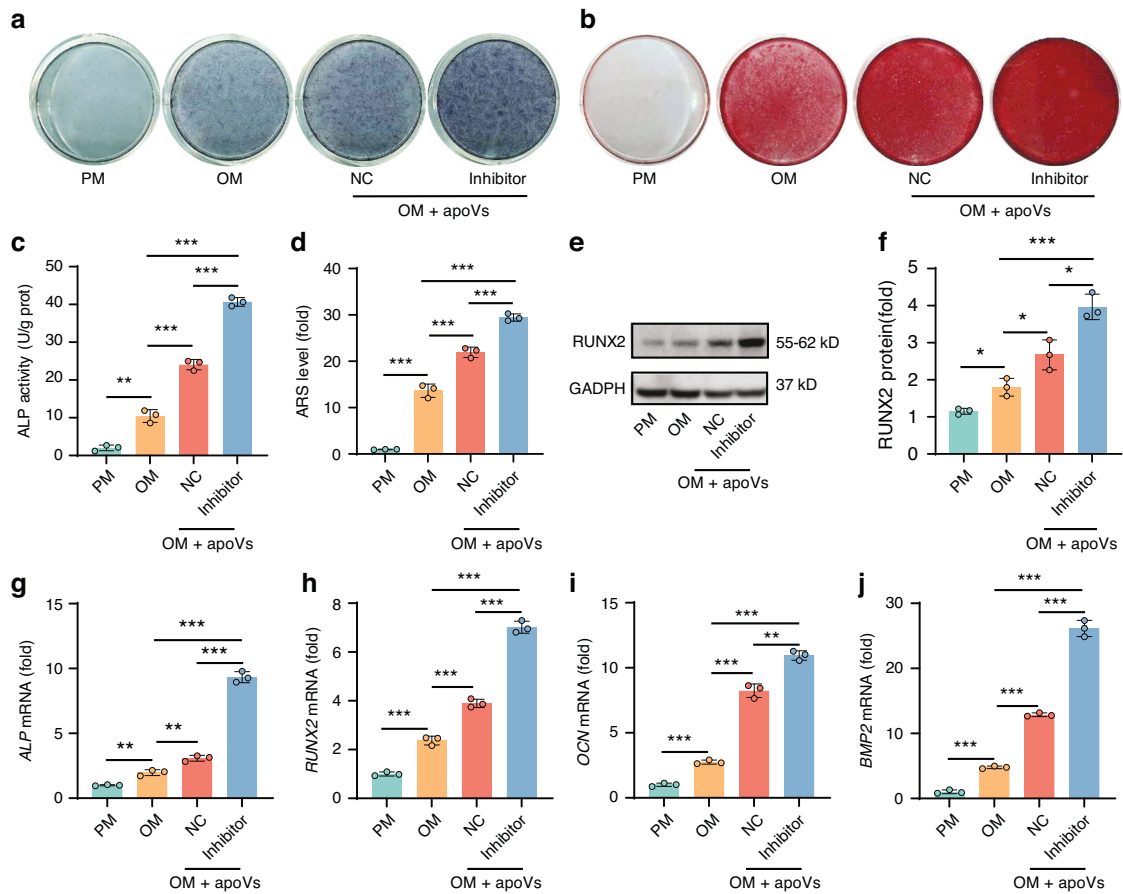 a
PM
OM
NC
Inhibitor
OM + apoVs
b
PM
OM
NC
Inhibitor
OM + apoVs
c
ALP activity (U/g prot)
50
40
30
20
10
0
**
***
***
***
PM
OM
NC
Inhibitor
OM + apoVs
d
ARS level (fold)
40
30
20
10
0
***
***
***
***
PM
OM
NC
Inhibitor
OM + apoVs
e
RUNX2
55-62 kD
GADPH
37 kD
PM
OM
NC
Inhibitor
OM + apoVs
f
RUNX2 protein(fold)
5
4
3
2
1
0
*
*
*
***
PM
OM
NC
Inhibitor
OM + apoVs
g
ALP mRNA (fold)
15
10
5
0
**
**
***
***
PM
OM
NC
Inhibitor
OM + apoVs
h
RUNX2 mRNA (fold)
8
6
4
2
0
***
***
***
***
PM
OM
NC
Inhibitor
OM + apoVs
i
OCN mRNA (fold)
15
10
5
0
***
***
**
***
PM
OM
NC
Inhibitor
OM + apoVs
j
BMP2 mRNA (fold)
30
20
10
0
***
***
***
***
PM
OM
NC
Inhibitor
OM + apoVs